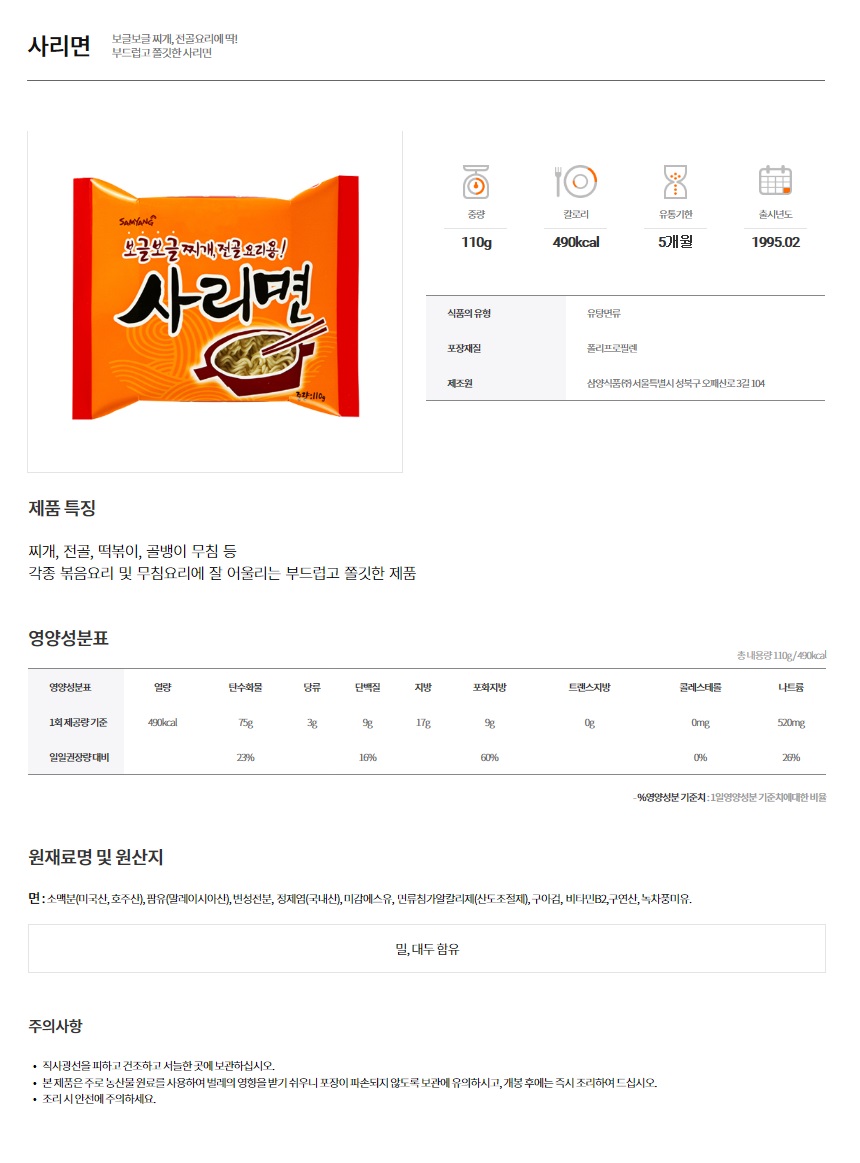 사리면
보글보글 찌개, 전골요리에 딱!
부드럽고 쫄깃한 사리면
SAMYANG
보글보글 찌개, 전골 요리용!
사리면
중량:110g
중량
칼로리
유통기한
출시년도
110g
490kcal
5개월
1995.02
식품의 유형
유탕면류
포장재질
폴리프로필렌
제조원
삼양식품㈜ 서울특별시 성북구 오패산로 3길 104
제품 특징
찌개, 전골, 떡볶이, 골뱅이 무침 등
각종 볶음요리 및 무침요리에 잘 어울리는 부드럽고 쫄깃한 제품
영양성분표
총 내용량 110g / 490kcal
영양성분표 열량 탄수화물 당류 단백질 지방 포화지방 트랜스지방 콜레스테롤 나트륨
1회 제공량 기준 490kcal 75g 3g 9g 17g 9g 0g 0mg 520mg
일일권장량 대비 23% 16% 60% 0% 26%
- %영양성분 기준치 : 1일영양성분 기준치에대한 비율
원재료명 및 원산지
면 : 소맥분(미국산, 호주산), 팜유(말레이시아산), 변성전분, 정제염(국내산), 미감에스유, 면류첨가알칼리제(산도조절제), 구아검, 비타민B2,구연산, 녹차풍미유.
밀, 대두 함유
주의사항
• 직사광선을 피하고 건조하고 서늘한 곳에 보관하십시오.
• 본 제품은 주로 농산물 원료를 사용하여 벌레의 영향을 받기 쉬우니 포장이 파손되지 않도록 보관에 유의하시고, 개봉 후에는 즉시 조리하여 드십시오.
• 조리 시 안전에 주의하세요.